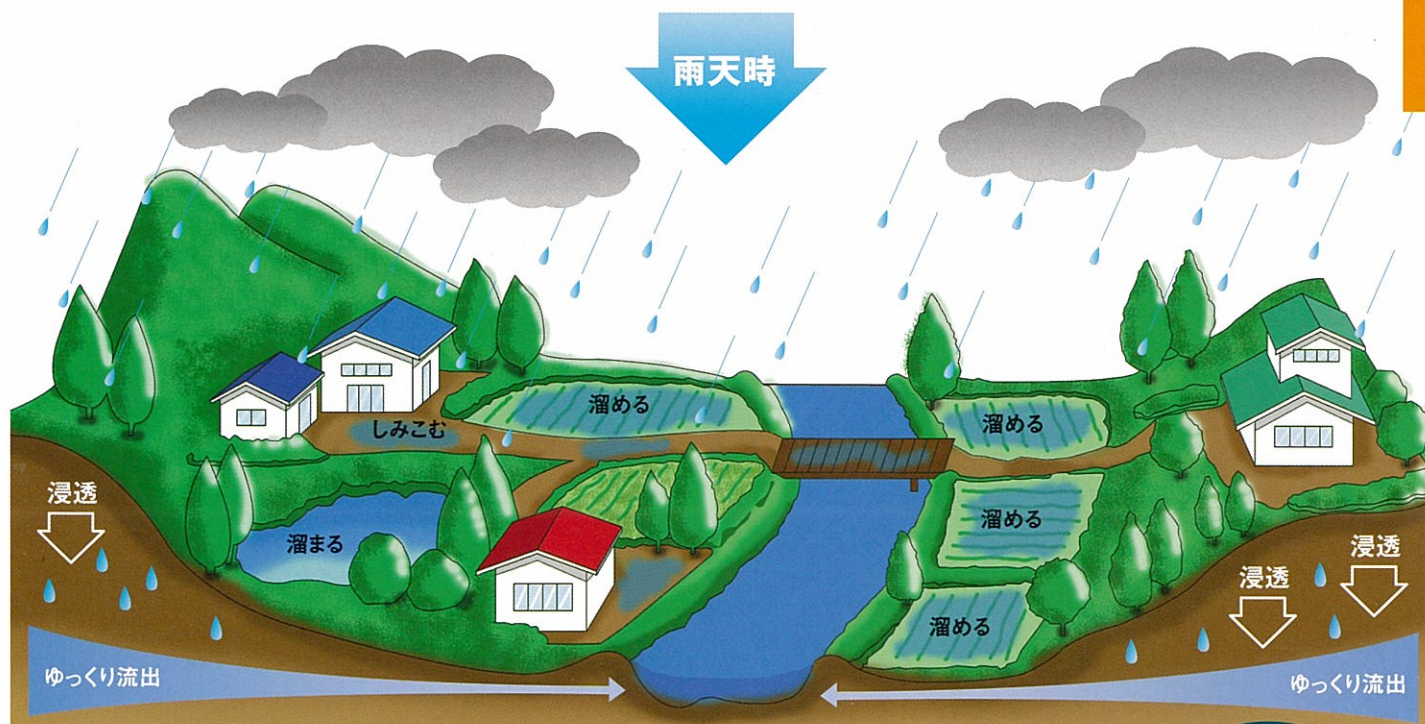 雨天時
溜める
しみこむ
溜める
浸透
溜まる
溜める
浸透
浸透
溜める
ゆっくり流出
ゆっくり流出